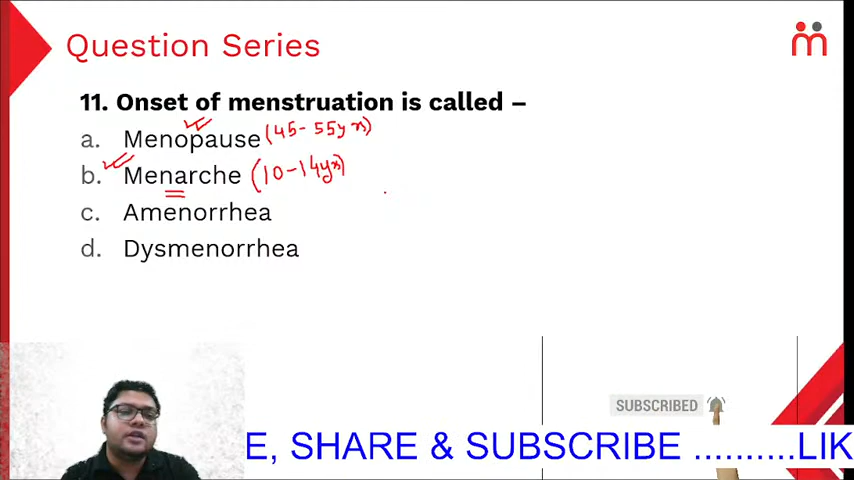 Question Series
11. Onset of menstruation is called –
a. Menopause (45-55yrs)
b. Menarche (10-14yrs)
c. Amenorrhea
d. Dysmenorrhea
SUBSCRIBED
E, SHARE & SUBSCRIBE ..........LIK